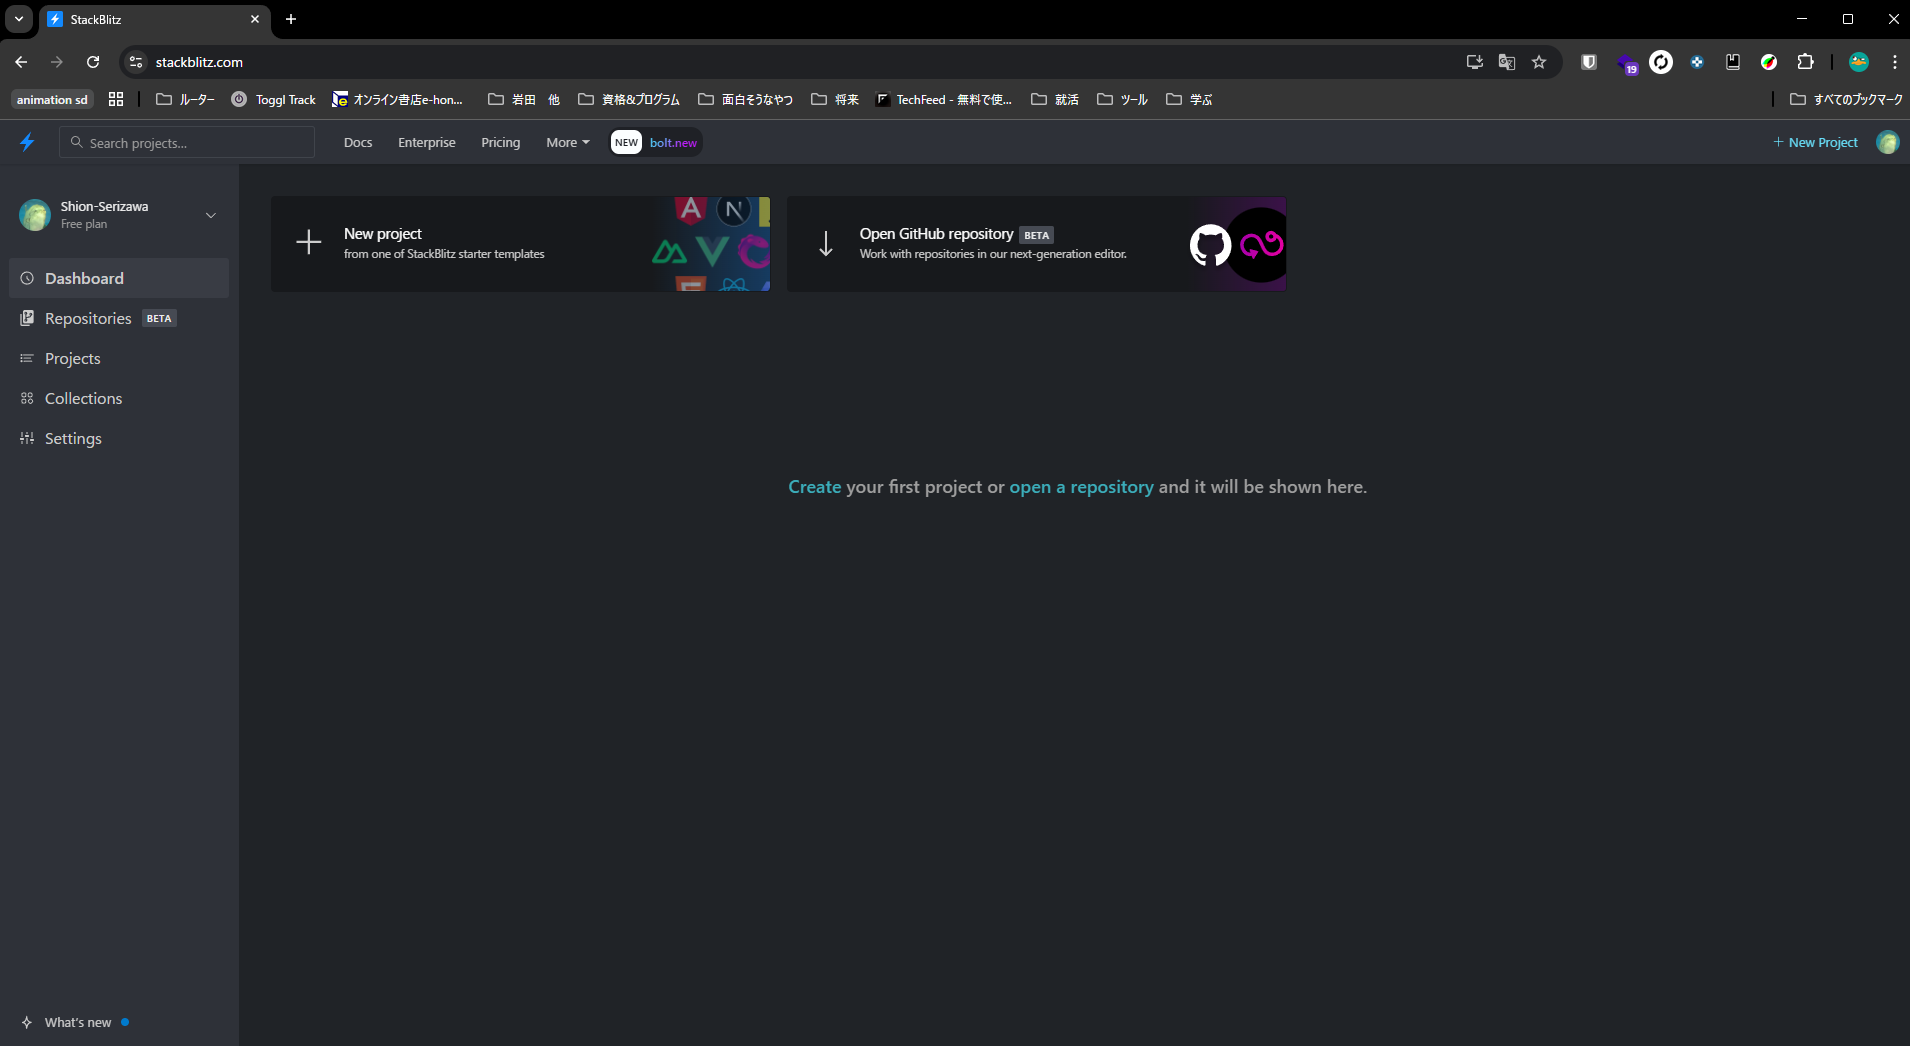 StackBlitz
stackblitz.com
19
animation sd
ルーター
Toggl Track
オンライン書店e-hon...
岩田　他
資格&プログラム
面白そうなやつ
将来
TechFeed - 無料で使...
就活
ツール
学ぶ
すべてのブックマーク
Search projects...
Docs
Enterprise
Pricing
More
NEW
bolt.new
+ New Project
Shion-Serizawa
Free plan
Dashboard
Repositories BETA
Projects
Collections
Settings
New project
from one of StackBlitz starter templates
Open GitHub repository BETA
Work with repositories in our next-generation editor.
Create your first project or open a repository and it will be shown here.
What's new